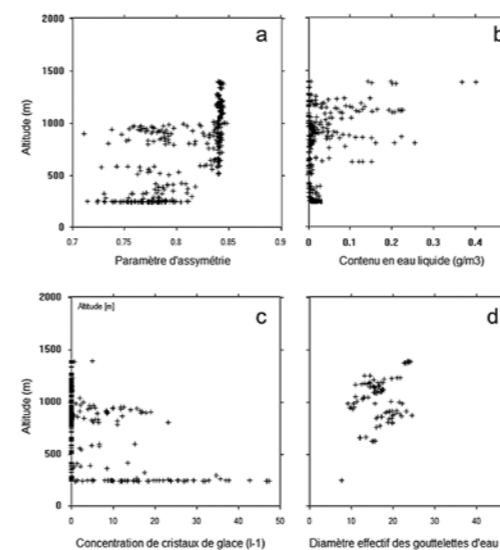 2000
1500
1000
500
0
Altitude (m)
a
0.7
0.75
0.8
0.85
0.9
Paramètre d'assymétrie
b
0
0.1
0.2
0.3
0.4
Contenu en eau liquide (g/m3)
2000
1500
1000
500
0
Altitude (m)
Altitude [m]
c
0
10
20
30
40
50
Concentration de cristaux de glace (l-1)
d
0
10
20
30
40
Diamètre effectif des gouttelettes d'eau